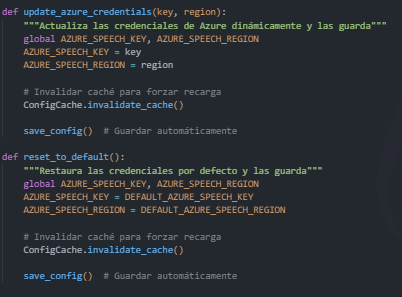 def update_azure_credentials(key, region):
    """Actualiza las credenciales de Azure dinámicamente y las guarda"""
    global AZURE_SPEECH_KEY, AZURE_SPEECH_REGION
    AZURE_SPEECH_KEY = key
    AZURE_SPEECH_REGION = region

    # Invalidar caché para forzar recarga
    ConfigCache.invalidate_cache()

    save_config()  # Guardar automáticamente

def reset_to_default():
    """Restaura las credenciales por defecto y las guarda"""
    global AZURE_SPEECH_KEY, AZURE_SPEECH_REGION
    AZURE_SPEECH_KEY = DEFAULT_AZURE_SPEECH_KEY
    AZURE_SPEECH_REGION = DEFAULT_AZURE_SPEECH_REGION

    # Invalidar caché para forzar recarga
    ConfigCache.invalidate_cache()

    save_config()  # Guardar automáticamente